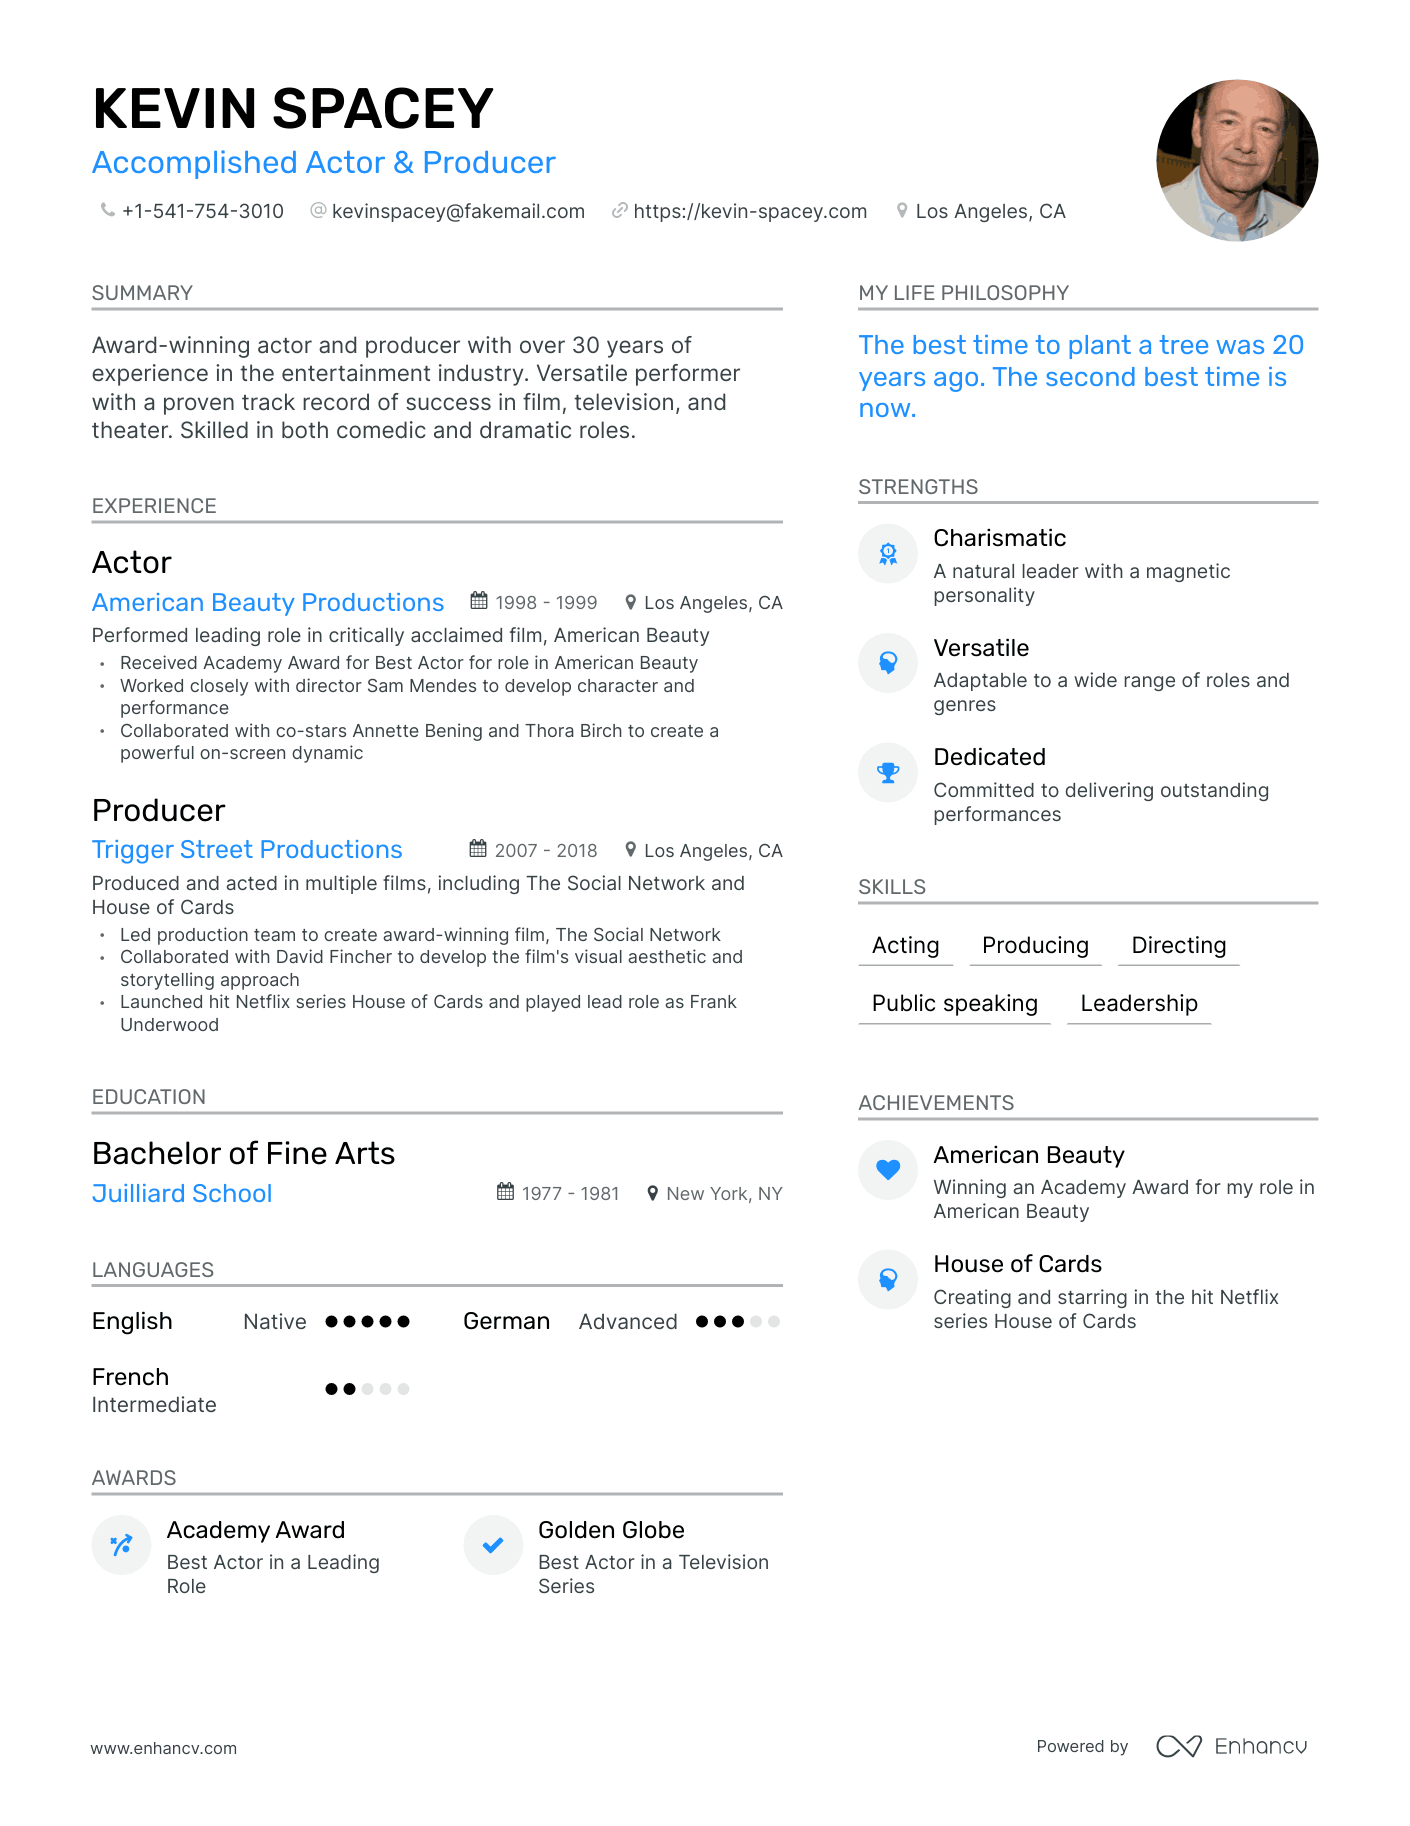 KEVIN SPACEY
Accomplished Actor & Producer
+1-541-754-3010 @ kevinspacey@fakemail.com https://kevin-spacey.com Los Angeles, CA
SUMMARY
Award-winning actor and producer with over 30 years of
experience in the entertainment industry. Versatile performer
with a proven track record of success in film, television, and
theater. Skilled in both comedic and dramatic roles.
EXPERIENCE
Actor
American Beauty Productions 1998 - 1999 Los Angeles, CA
Performed leading role in critically acclaimed film, American Beauty
• Received Academy Award for Best Actor for role in American Beauty
• Worked closely with director Sam Mendes to develop character and
performance
• Collaborated with co-stars Annette Bening and Thora Birch to create a
powerful on-screen dynamic
Producer
Trigger Street Productions 2007 - 2018 Los Angeles, CA
Produced and acted in multiple films, including The Social Network and
House of Cards
• Led production team to create award-winning film, The Social Network
• Collaborated with David Fincher to develop the film's visual aesthetic and
storytelling approach
• Launched hit Netflix series House of Cards and played lead role as Frank
Underwood
EDUCATION
Bachelor of Fine Arts
Juilliard School 1977 - 1981 New York, NY
LANGUAGES
English Native German Advanced
French
Intermediate
AWARDS
Academy Award
Best Actor in a Leading
Role
Golden Globe
Best Actor in a Television
Series
MY LIFE PHILOSOPHY
The best time to plant a tree was 20
years ago. The second best time is
now.
STRENGTHS
Charismatic
A natural leader with a magnetic
personality
Versatile
Adaptable to a wide range of roles and
genres
Dedicated
Committed to delivering outstanding
performances
SKILLS
Acting Producing Directing
Public speaking Leadership
ACHIEVEMENTS
American Beauty
Winning an Academy Award for my role in
American Beauty
House of Cards
Creating and starring in the hit Netflix
series House of Cards
www.enhancv.com
Powered by Enhancv